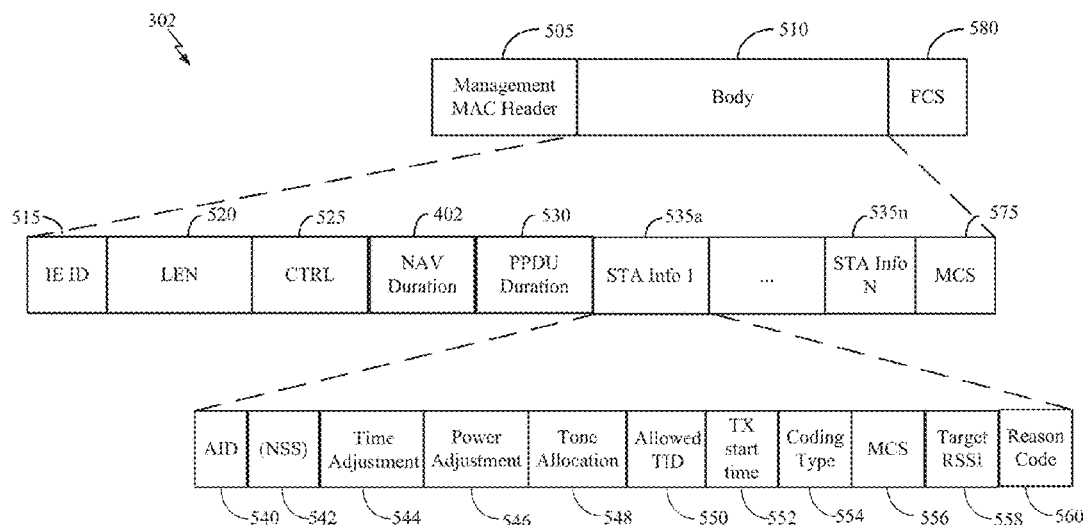 302
505
510
580
Management
MAC Header
Body
FCS
515
520
525
402
530
535a
535n
575
IE ID
LEN
CTRL
NAV
Duration
PPDU
Duration
STA Info 1
...
STA Info
N
MCS
AID
(NSS)
Time
Adjustment
Power
Adjustment
Tone
Allocation
Allowed
TID
TX
start
time
Coding
Type
MCS
Target
RSSI
Reason
Code
540
542
544
546
548
550
552
554
556
558
560